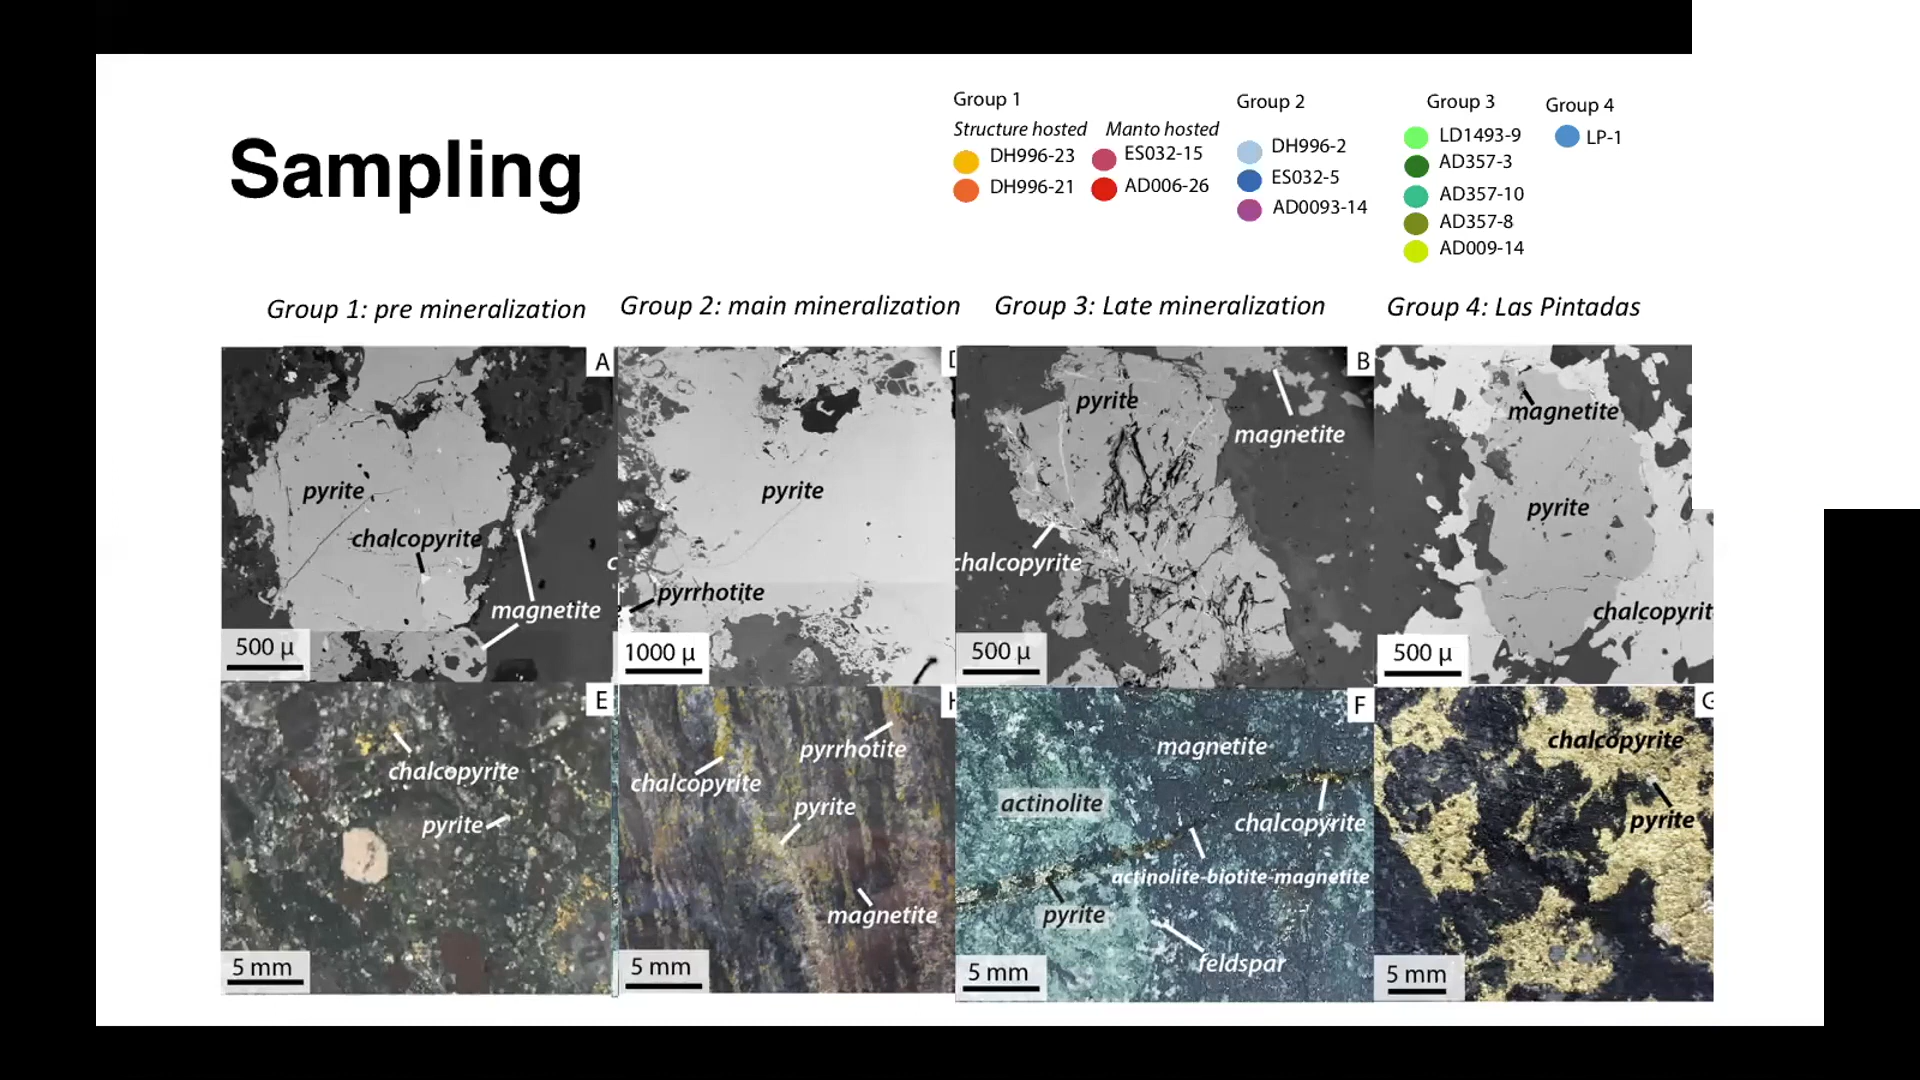 Sampling
Group 1
Structure hosted Manto hosted
DH996-23 ES032-15
DH996-21 AD006-26
Group 2
DH996-2
ES032-5
AD0093-14
Group 3
LD1493-9
AD357-3
AD357-10
AD357-8
AD009-14
Group 4
LP-1
Group 1: pre mineralization
Group 2: main mineralization
Group 3: Late mineralization
Group 4: Las Pintadas
A
pyrite
chalcopyrite
magnetite
500 µ
pyrite
pyrrhotite
1000 µ
B
pyrite
magnetite
chalcopyrite
500 µ
magnetite
pyrite
chalcopyrit
500 µ
E
chalcopyrite
pyrite
5 mm
pyrrhotite
chalcopyrite
pyrite
magnetite
5 mm
F
magnetite
actinolite
chalcopyrite
actinolite-biotite-magnetite
pyrite
feldspar
5 mm
G
chalcopyrite
pyrite
5 mm